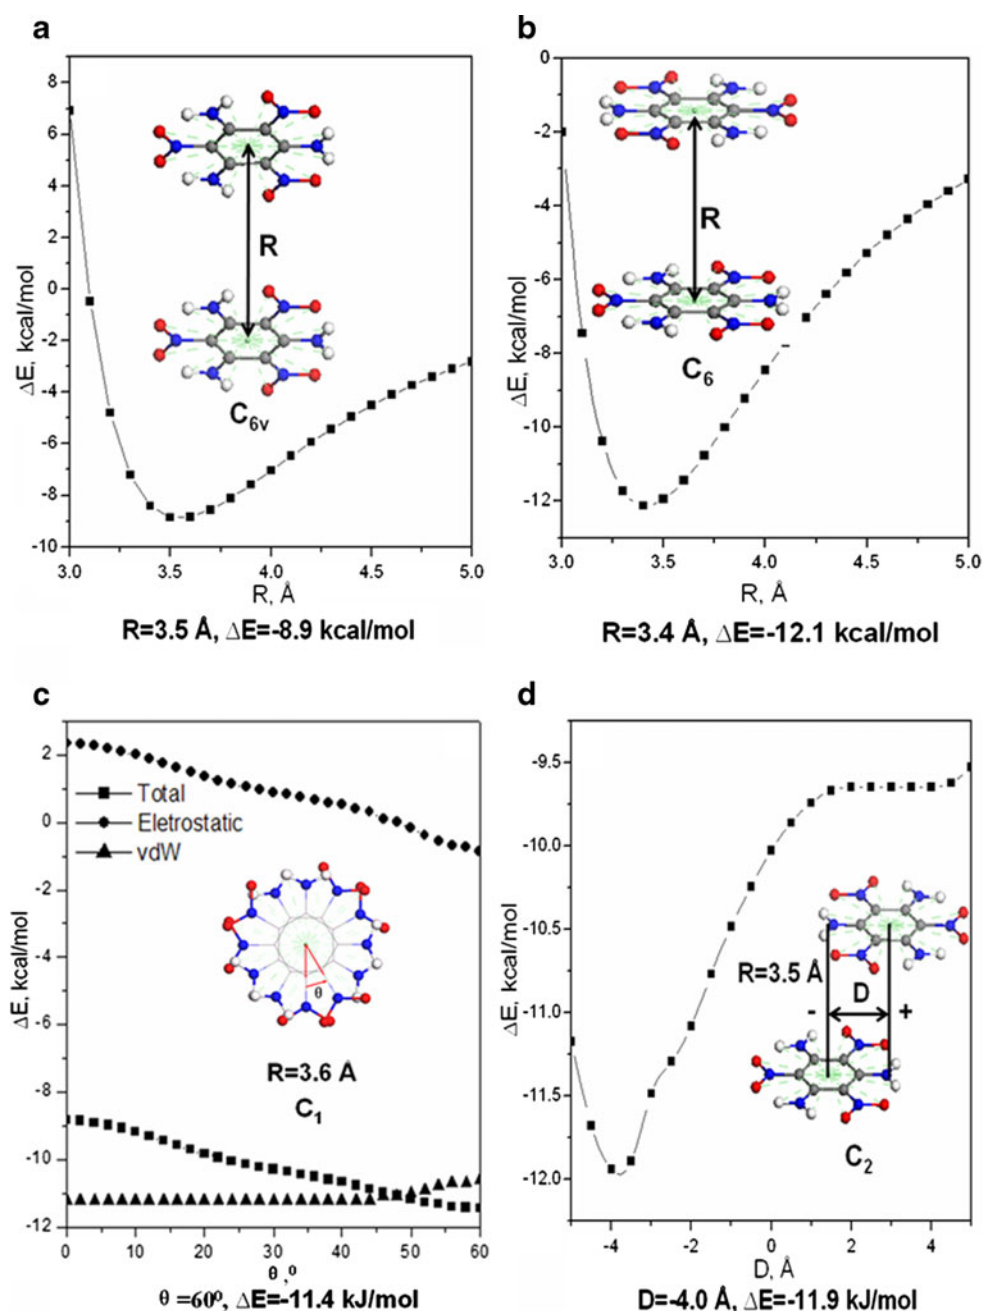 a
8
6
4
2
0
-2
-4
-6
-8
-10
ΔE, kcal/mol
R
C6v
3.0 3.5 4.0 4.5 5.0
R, Å
R=3.5 Å, ΔE=-8.9 kcal/mol
b
0
-2
-4
-6
-8
-10
-12
ΔE, kcal/mol
R
C6
3.0 3.5 4.0 4.5 5.0
R, Å
R=3.4 Å, ΔE=-12.1 kcal/mol
c
2
0
-2
-4
-6
-8
-10
-12
ΔE, kcal/mol
Total
Eletrostatic
vdW
θ
R=3.6 Å
C1
0 10 20 30 40 50 60
θ,º
θ =60º, ΔE=-11.4 kJ/mol
d
-9.5
-10.0
-10.5
-11.0
-11.5
-12.0
ΔE, kcal/mol
R=3.5 Å
D
- +
C2
-4 -2 0 2 4
D, Å
D=-4.0 Å, ΔE=-11.9 kJ/mol